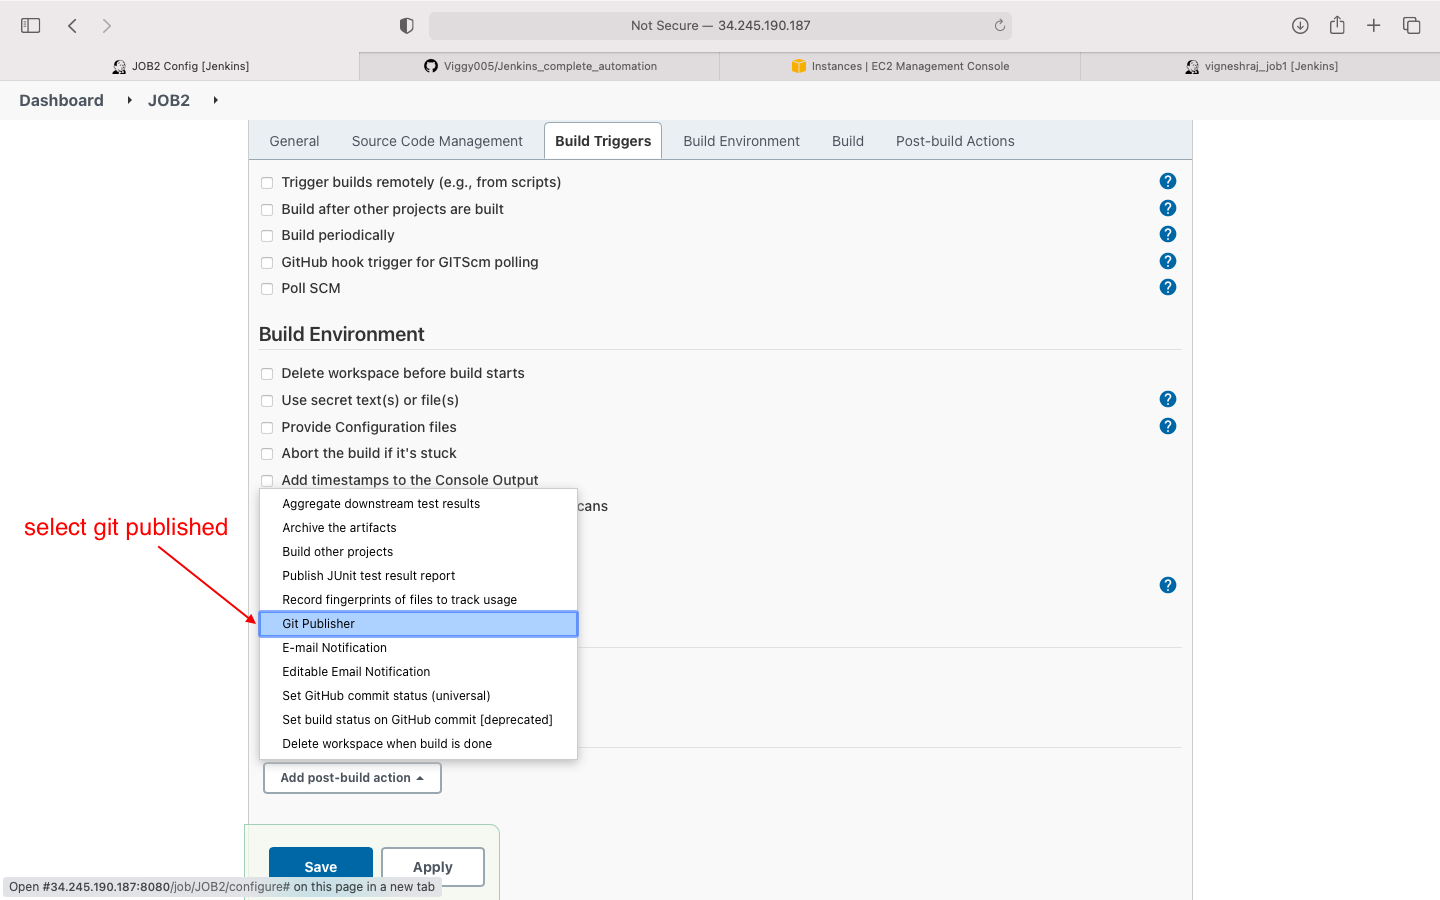 Not Secure — 34.245.190.187
JOB2 Config [Jenkins]
Viggy005/Jenkins_complete_automation
Instances | EC2 Management Console
vigneshraj_job1 [Jenkins]
Dashboard
JOB2
General
Source Code Management
Build Triggers
Build Environment
Build
Post-build Actions
Trigger builds remotely (e.g., from scripts)
?
Build after other projects are built
?
Build periodically
?
GitHub hook trigger for GITScm polling
?
Poll SCM
?
Build Environment
Delete workspace before build starts
Use secret text(s) or file(s)
?
Provide Configuration files
?
Abort the build if it's stuck
Add timestamps to the Console Output
cans
?
Aggregate downstream test results
Archive the artifacts
Build other projects
Publish JUnit test result report
Record fingerprints of files to track usage
Git Publisher
E-mail Notification
Editable Email Notification
Set GitHub commit status (universal)
Set build status on GitHub commit [deprecated]
Delete workspace when build is done
select git published
Add post-build action
Save
Apply
Open #34.245.190.187:8080/job/JOB2/configure# on this page in a new tab